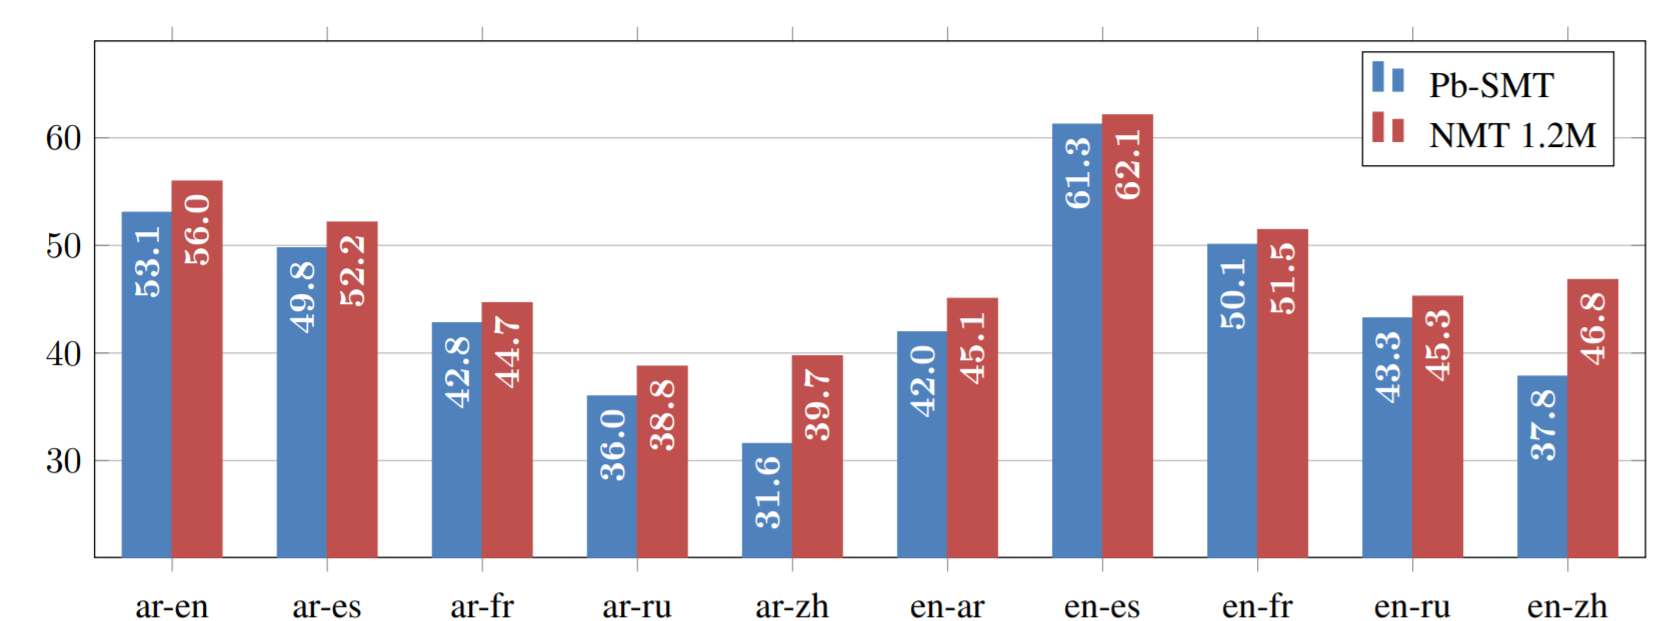 Pb-SMT
NMT 1.2M
60
50
40
30
53.1
56.0
49.8
52.2
42.8
44.7
36.0
38.8
31.6
39.7
42.0
45.1
61.3
62.1
50.1
51.5
43.3
45.3
37.8
46.8
ar-en
ar-es
ar-fr
ar-ru
ar-zh
en-ar
en-es
en-fr
en-ru
en-zh